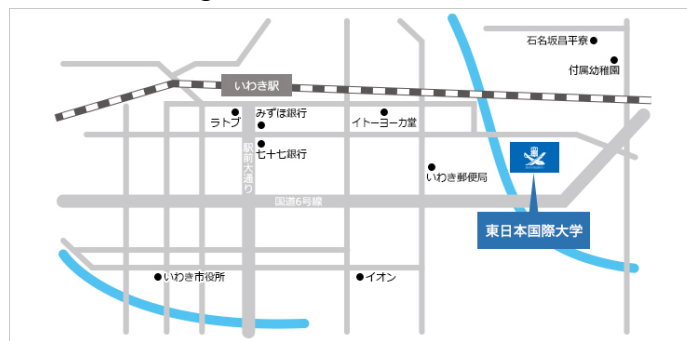 石名坂昌平寮
付属幼稚園
いわき駅
みずほ銀行
ラトブ
イトーヨーカ堂
七十七銀行
駅前大通り
いわき郵便局
国道6号線
東日本国際大学
いわき市役所
イオン